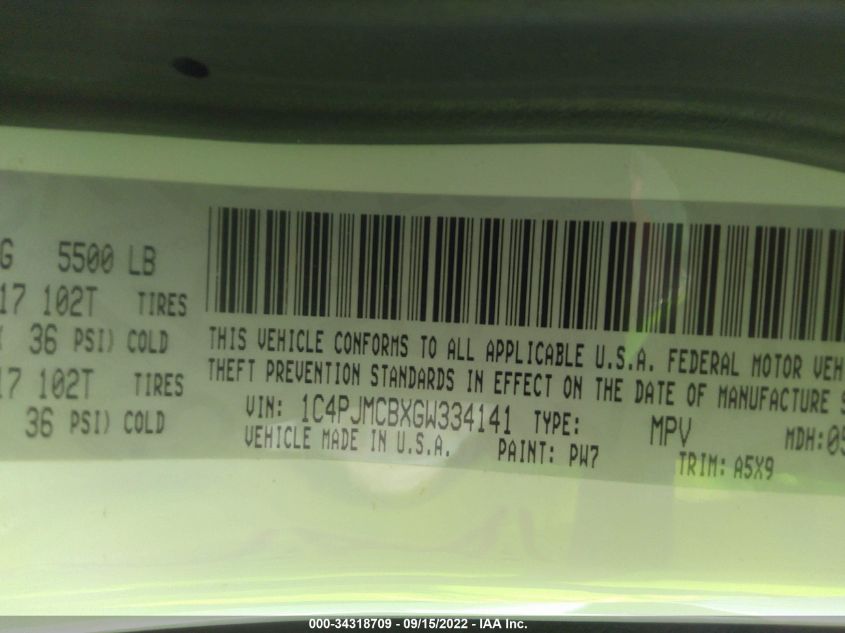 G 5500 LB
17 102T TIRES
36 PSI) COLD
17 102T TIRES
36 PSI) COLD
THIS VEHICLE CONFORMS TO ALL APPLICABLE U.S.A. FEDERAL MOTOR VEH
THEFT PREVENTION STANDARDS IN EFFECT ON THE DATE OF MANUFACTURE S
VIN: 1C4PJMCBXGW334141 TYPE: MPV MDH:05
VEHICLE MADE IN U.S.A. PAINT: PW7 TRIM: A5X9
000-34318709 - 09/15/2022 - IAA Inc.